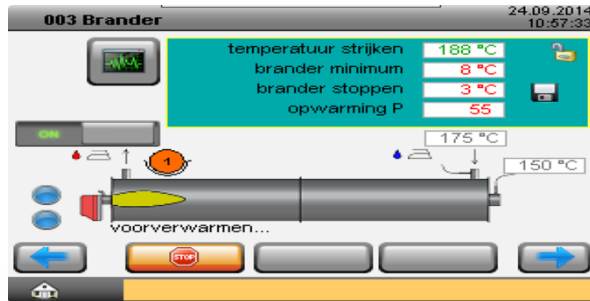 003 Brander
24.09.2014
10:57:33
temperatuur strijken 188 °C
brander minimum 8 °C
brander stoppen 3 °C
opwarming P 55
ON
175 °C
1
150 °C
voorverwarmen...
STOP